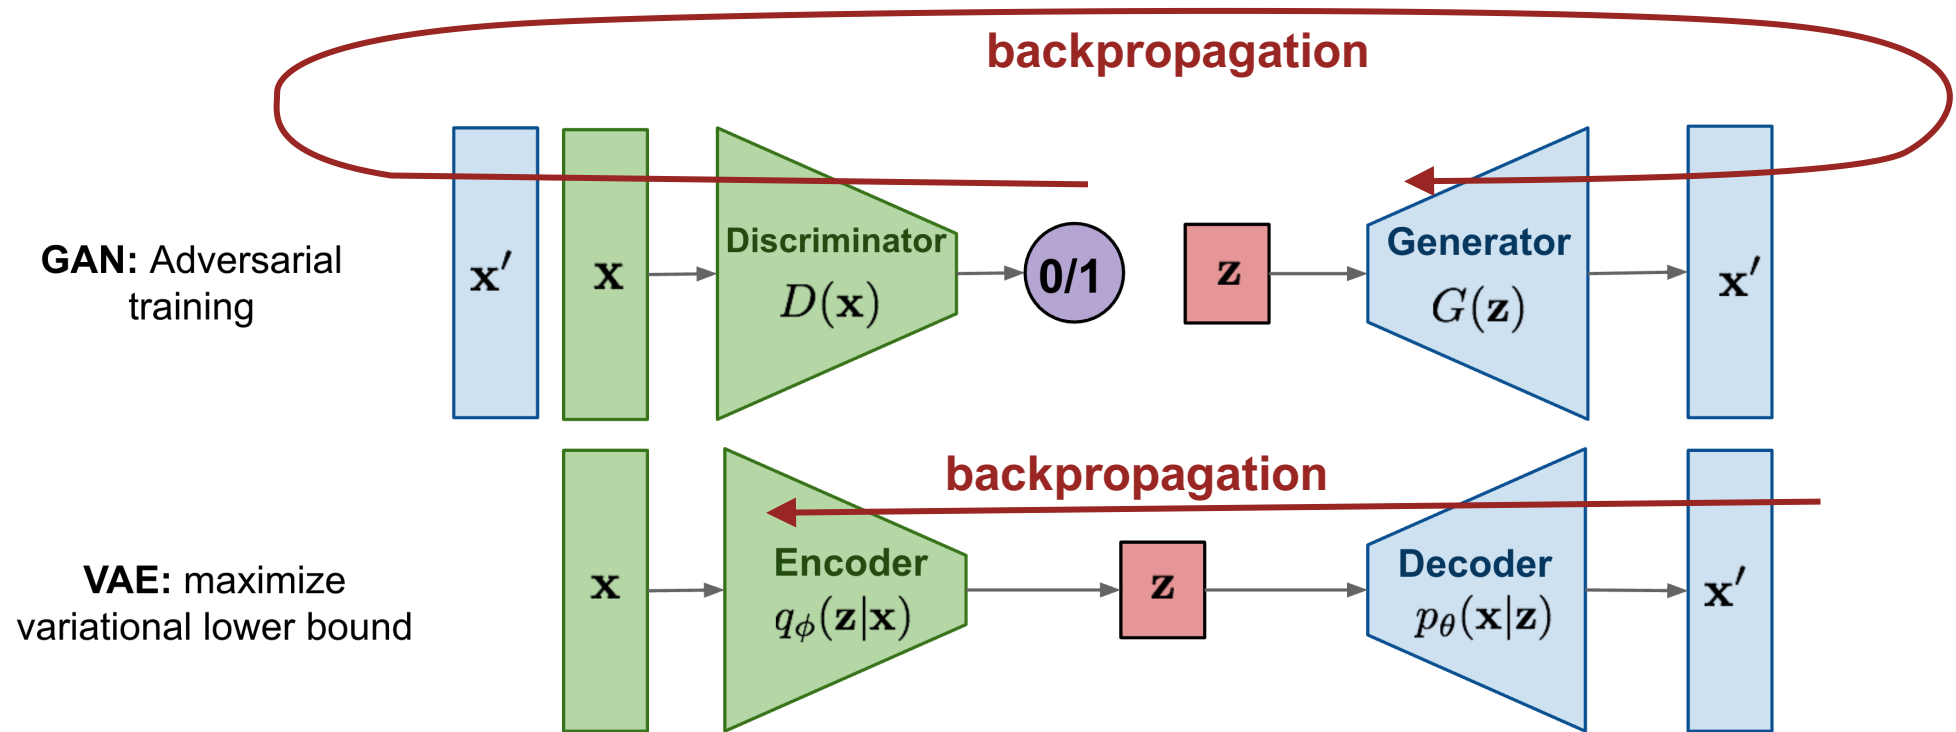 backpropagation
GAN: Adversarial
training
x′
x
Discriminator
D(x)
0/1
z
Generator
G(z)
x′
backpropagation
VAE: maximize
variational lower bound
x
Encoder
qϕ(z|x)
z
Decoder
pθ(x|z)
x′